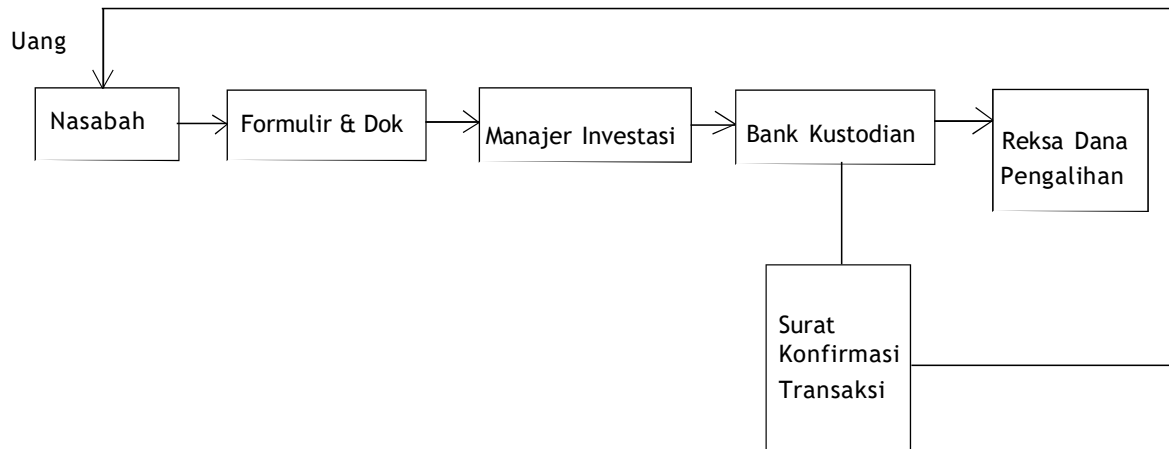 Uang
Nasabah
Formulir & Dok
Manajer Investasi
Bank Kustodian
Reksa Dana
Pengalihan
Surat
Konfirmasi
Transaksi